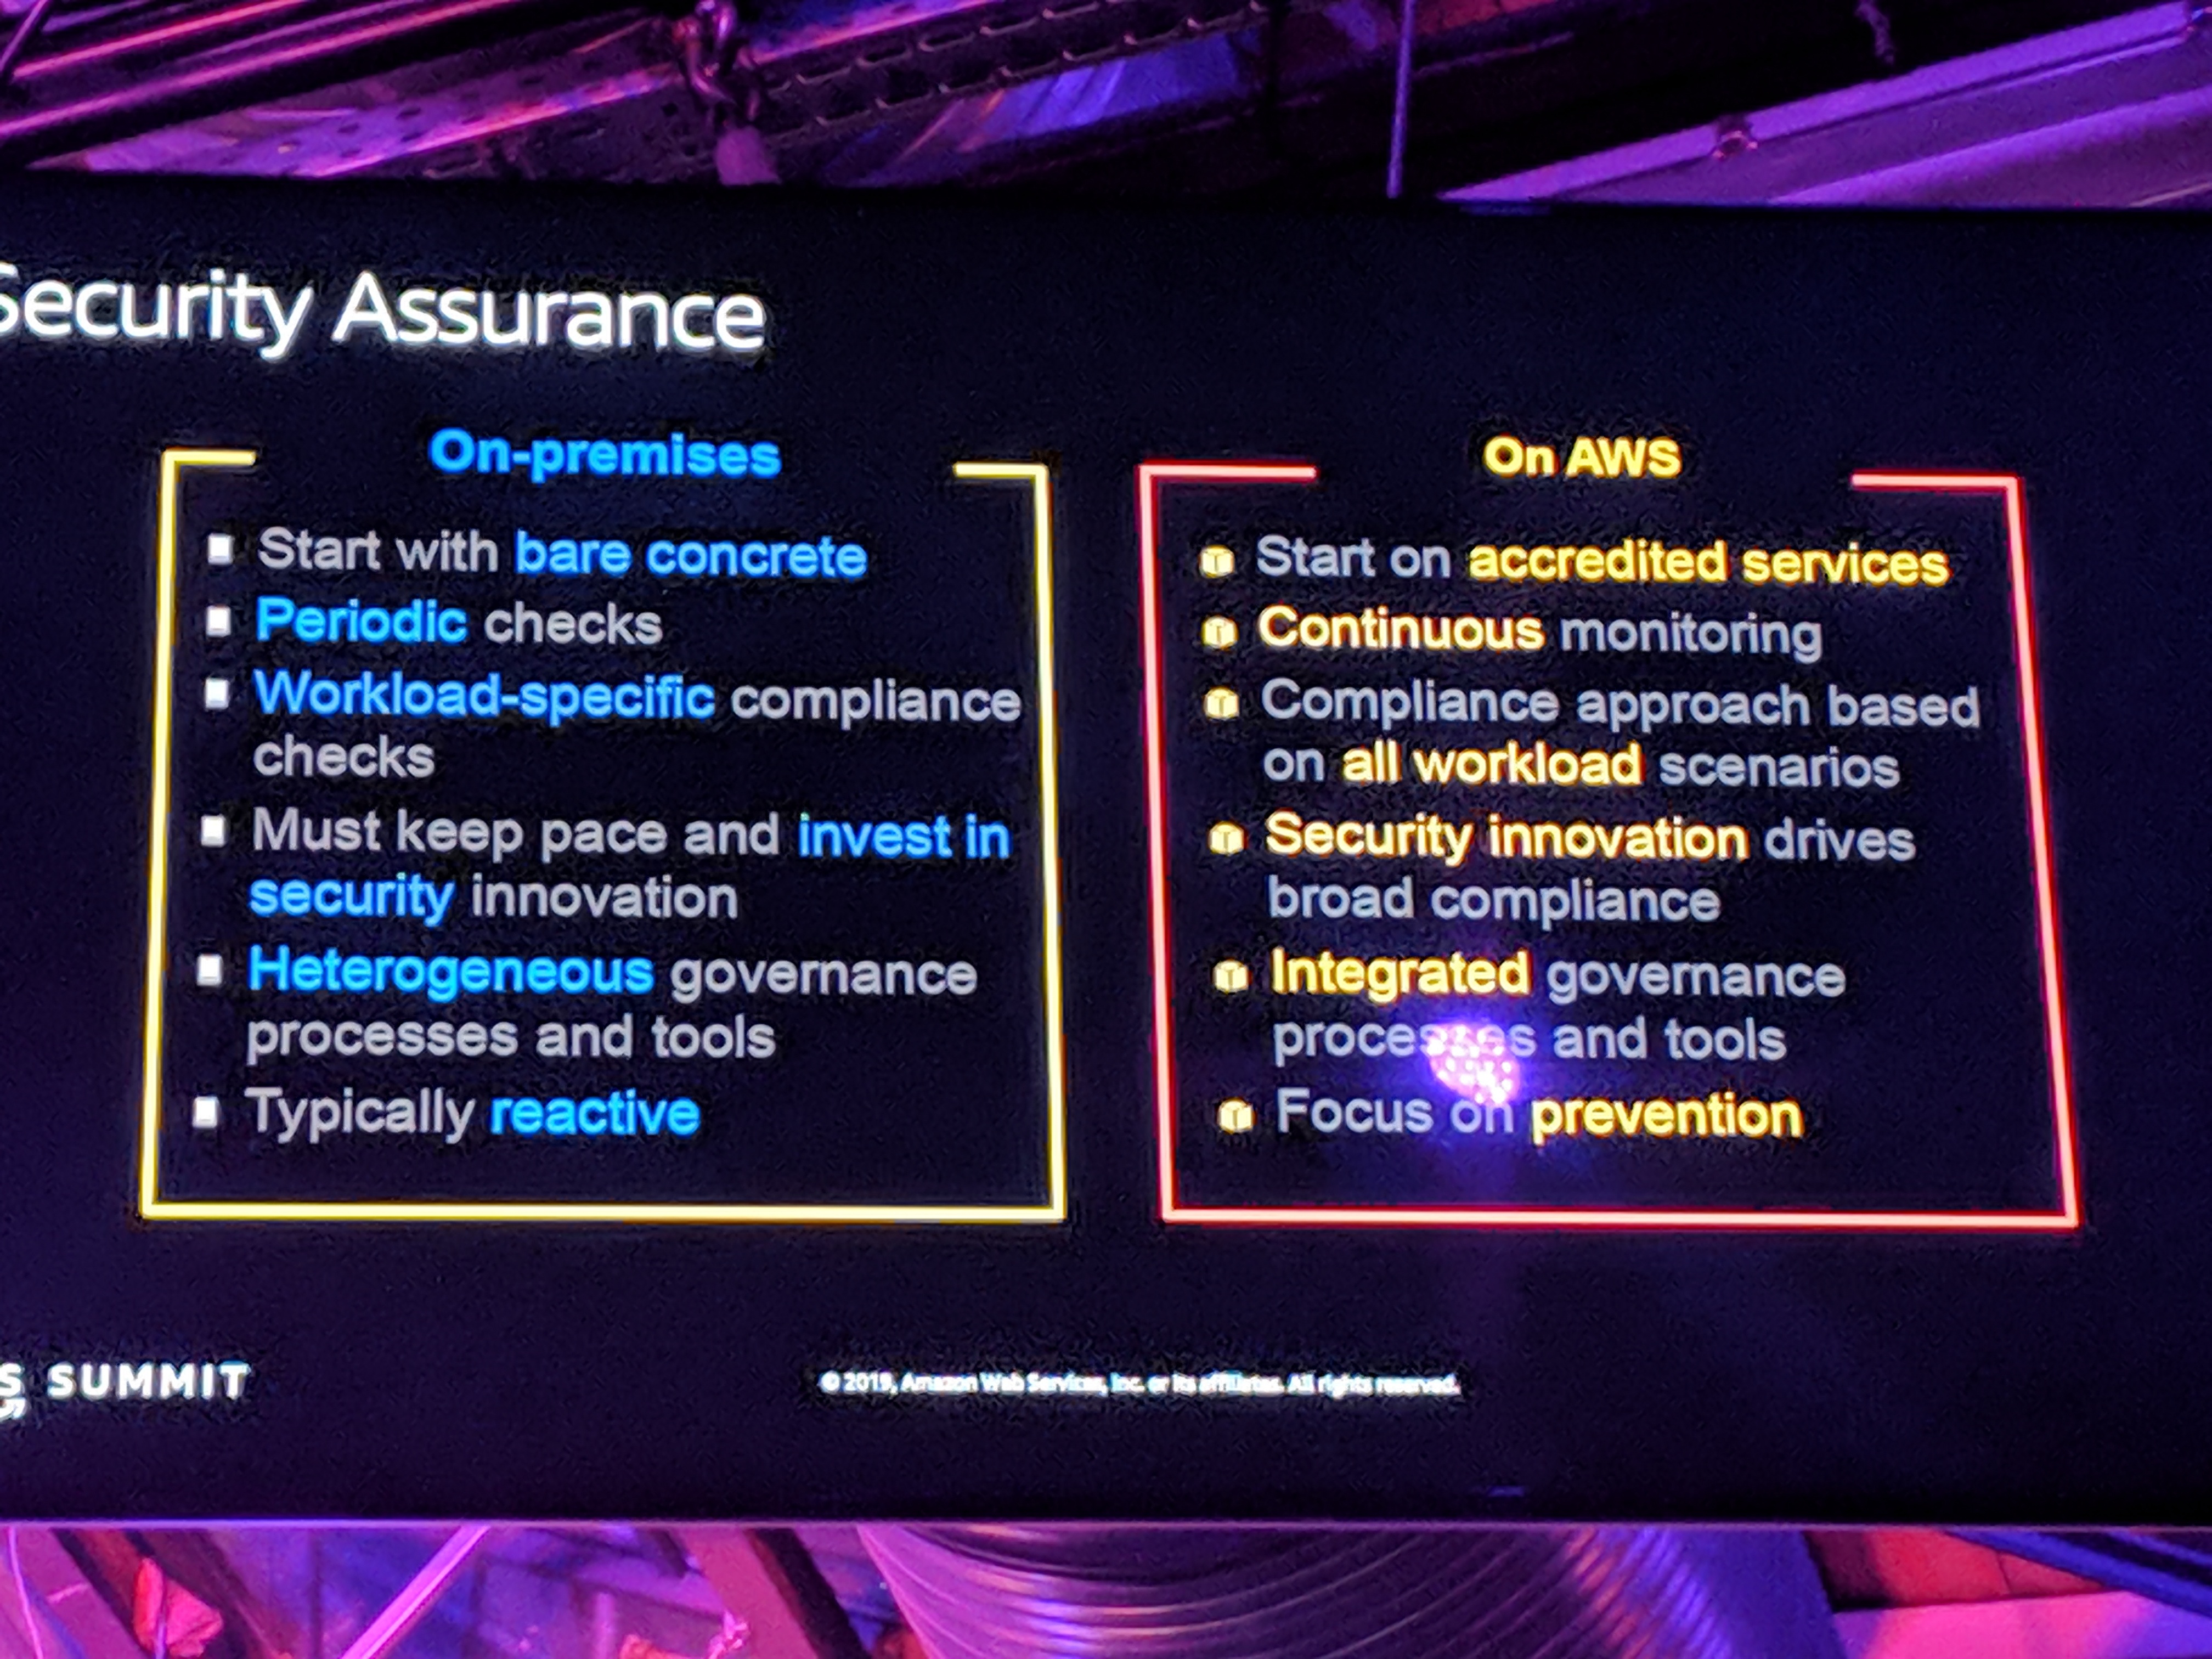 Security Assurance
On-premises
Start with bare concrete
Periodic checks
Workload-specific compliance
checks
Must keep pace and invest in
security innovation
Heterogeneous governance
processes and tools
Typically reactive
On AWS
Start on accredited services
Continuous monitoring
Compliance approach based
on all workload scenarios
Security innovation drives
broad compliance
Integrated governance
processes and tools
Focus on prevention
S SUMMIT
© 2019, Amazon Web Services, Inc. or its affiliates. All rights reserved.